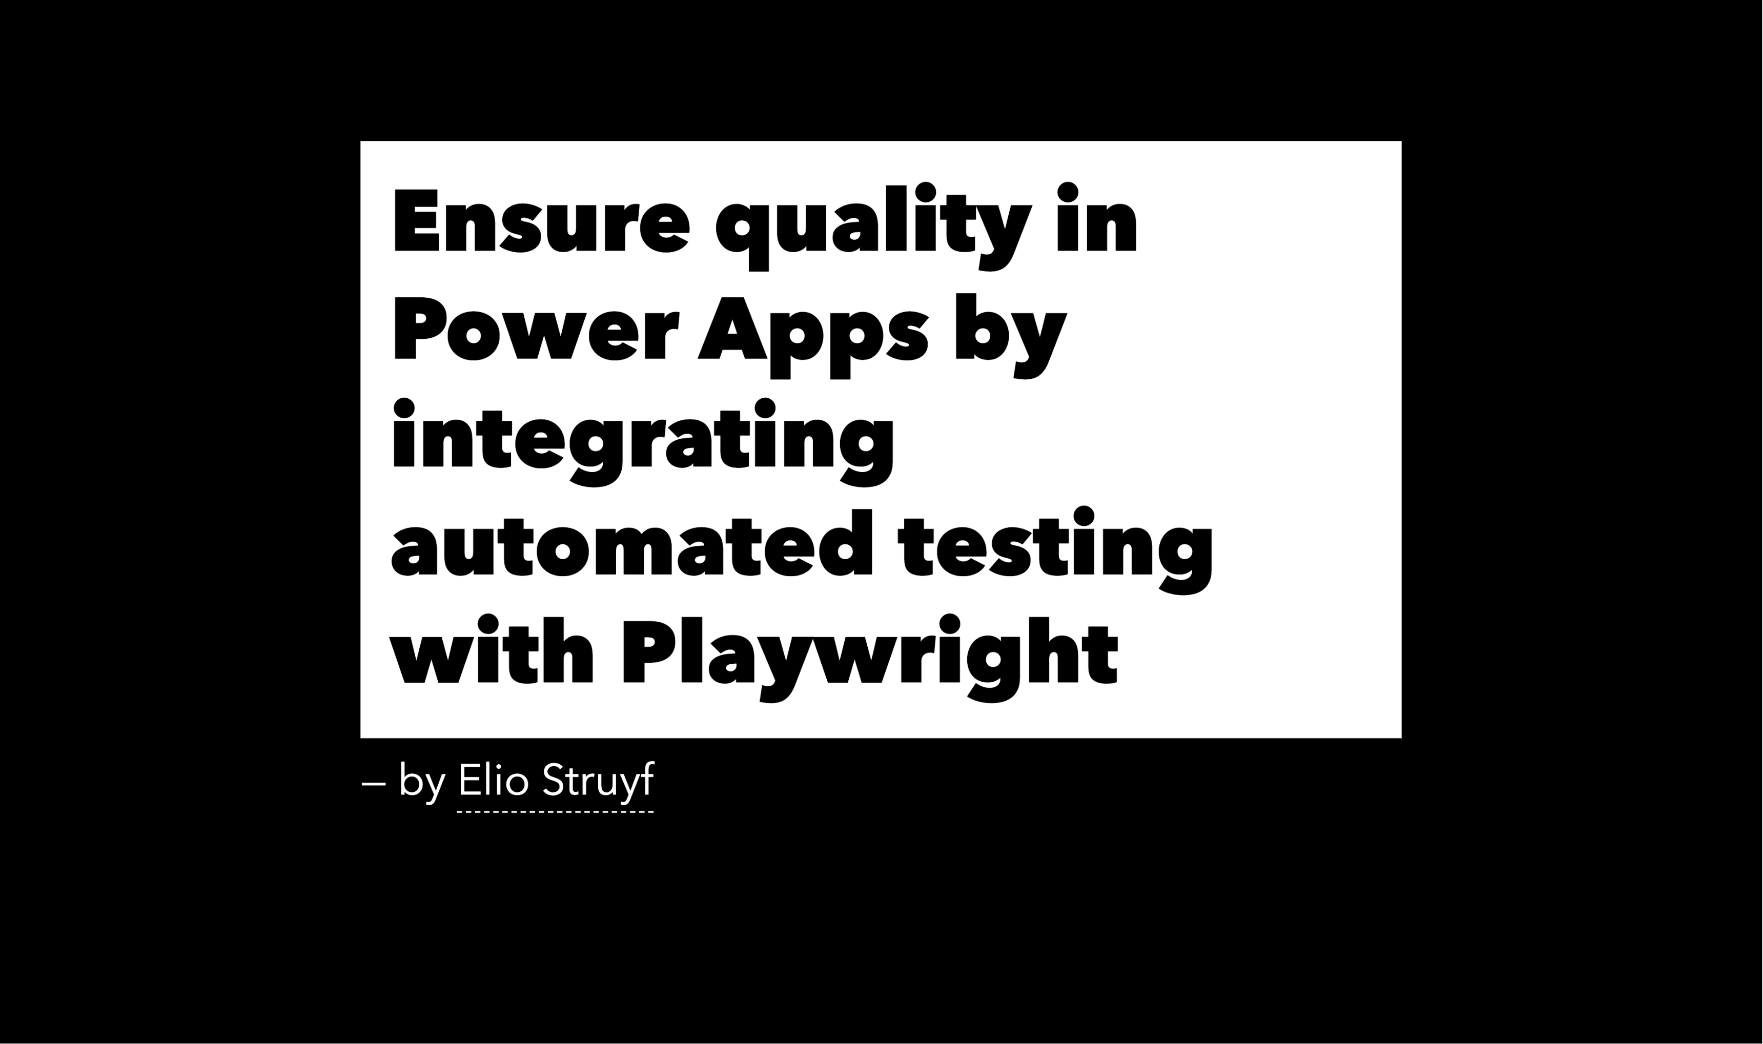 Ensure quality in
Power Apps by
integrating
automated testing
with Playwright
– by Elio Struyf